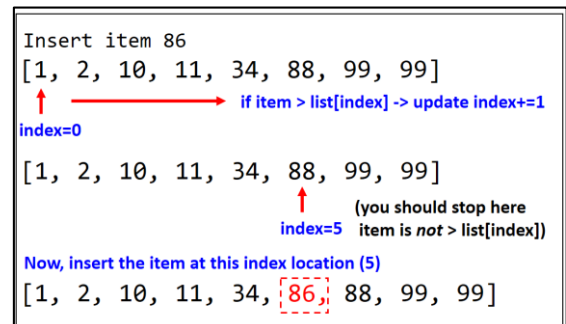 Insert item 86
[1, 2, 10, 11, 34, 88, 99, 99]
if item > list[index] -> update index+=1
index=0
[1, 2, 10, 11, 34, 88, 99, 99]
(you should stop here
index=5 item is not > list[index])
Now, insert the item at this index location (5)
[1, 2, 10, 11, 34, 86, 88, 99, 99]